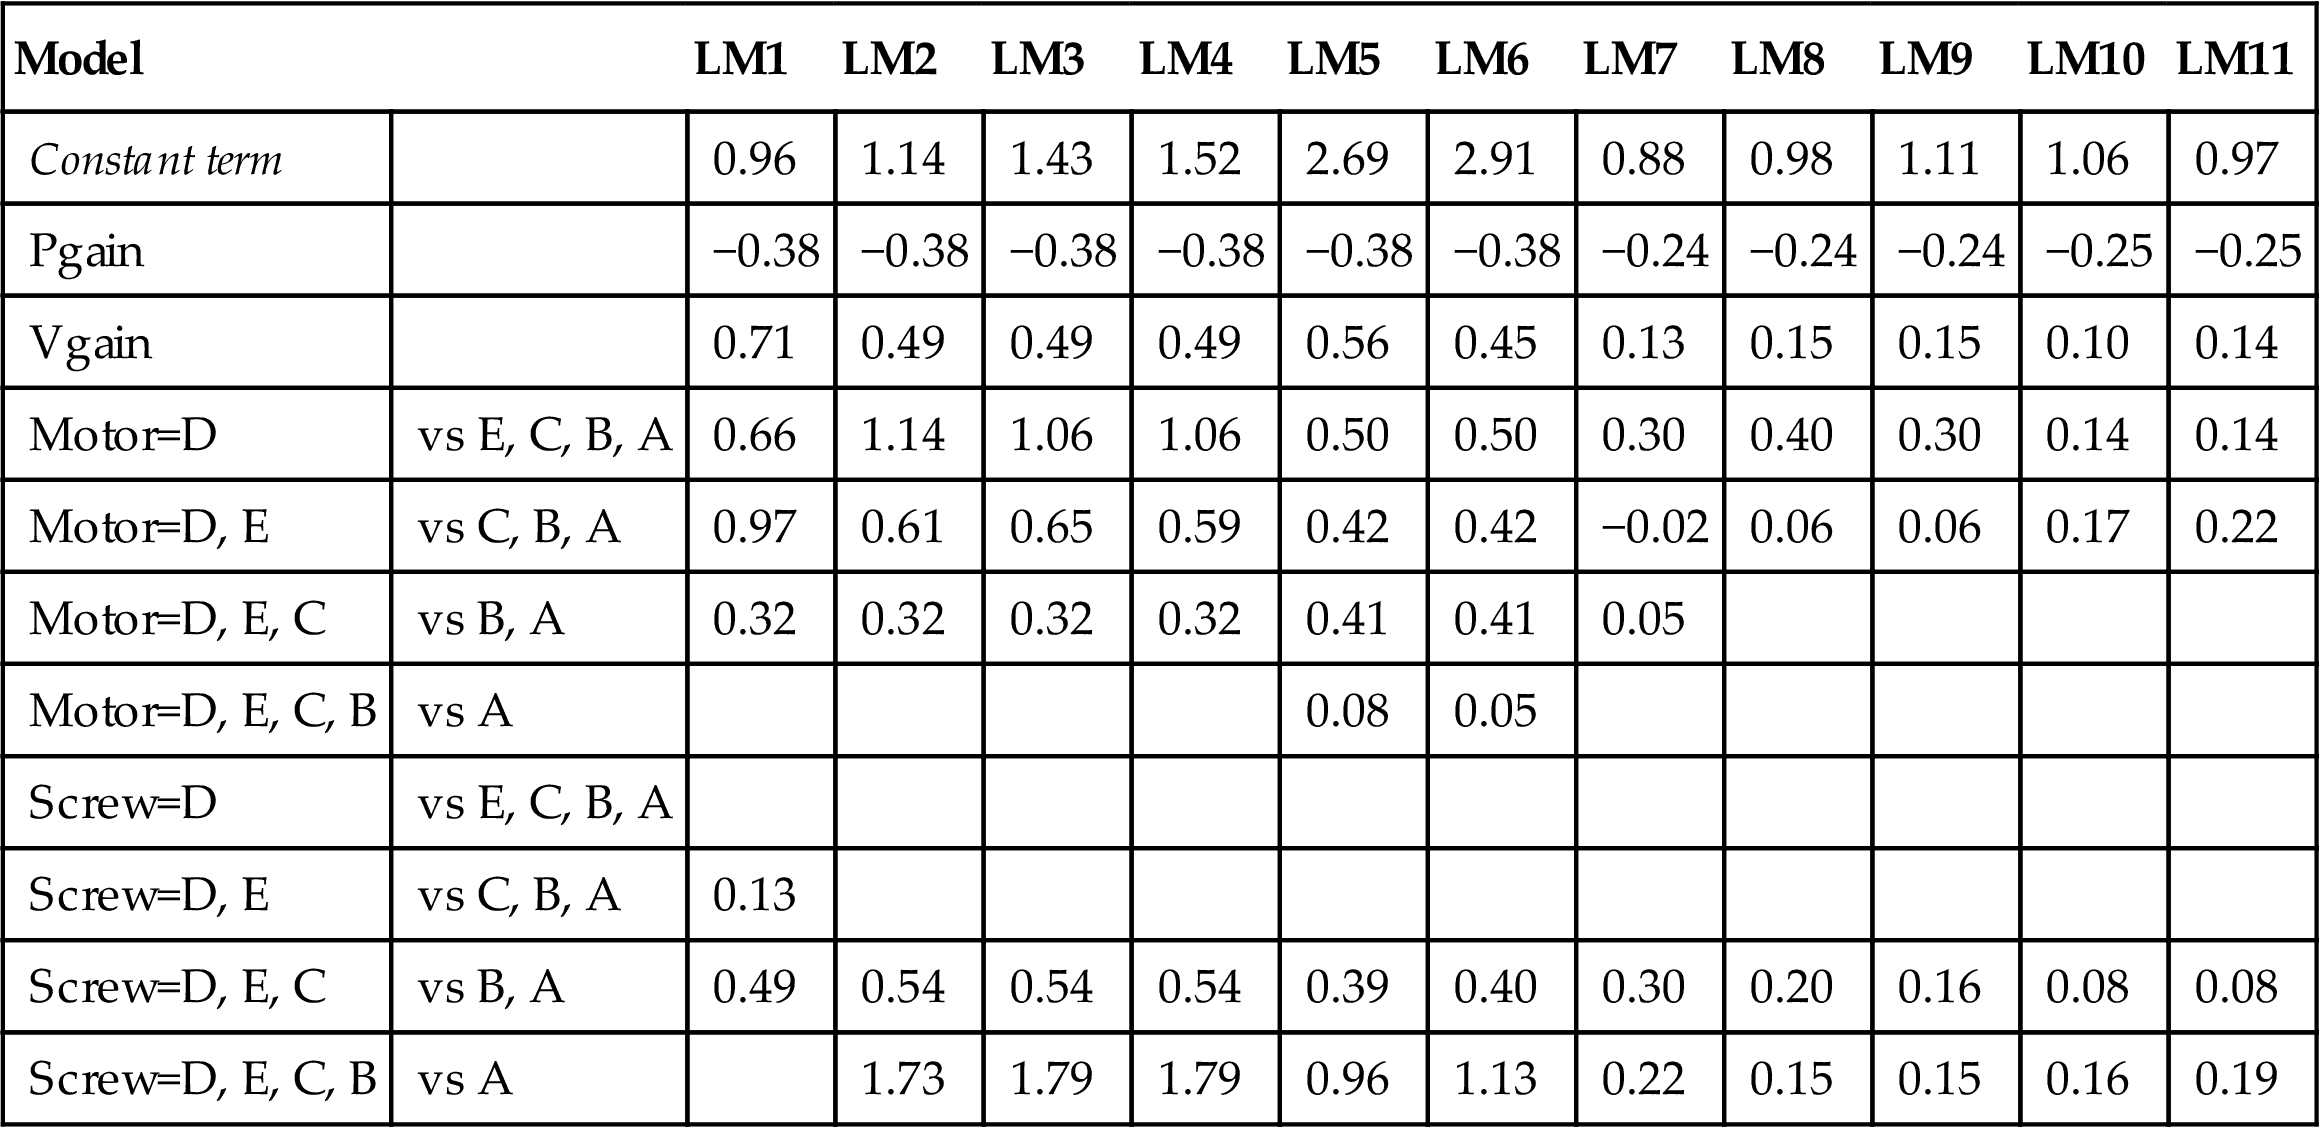 Model LM1 LM2 LM3 LM4 LM5 LM6 LM7 LM8 LM9 LM10 LM11
Constant term 0.96 1.14 1.43 1.52 2.69 2.91 0.88 0.98 1.11 1.06 0.97
Pgain −0.38 −0.38 −0.38 −0.38 −0.38 −0.38 −0.24 −0.24 −0.24 −0.25 −0.25
Vgain 0.71 0.49 0.49 0.49 0.56 0.45 0.13 0.15 0.15 0.10 0.14
Motor=D vs E, C, B, A 0.66 1.14 1.06 1.06 0.50 0.50 0.30 0.40 0.30 0.14 0.14
Motor=D, E vs C, B, A 0.97 0.61 0.65 0.59 0.42 0.42 −0.02 0.06 0.06 0.17 0.22
Motor=D, E, C vs B, A 0.32 0.32 0.32 0.32 0.41 0.41 0.05
Motor=D, E, C, B vs A 0.08 0.05
Screw=D vs E, C, B, A
Screw=D, E vs C, B, A 0.13
Screw=D, E, C vs B, A 0.49 0.54 0.54 0.54 0.39 0.40 0.30 0.20 0.16 0.08 0.08
Screw=D, E, C, B vs A 1.73 1.79 1.79 0.96 1.13 0.22 0.15 0.15 0.16 0.19